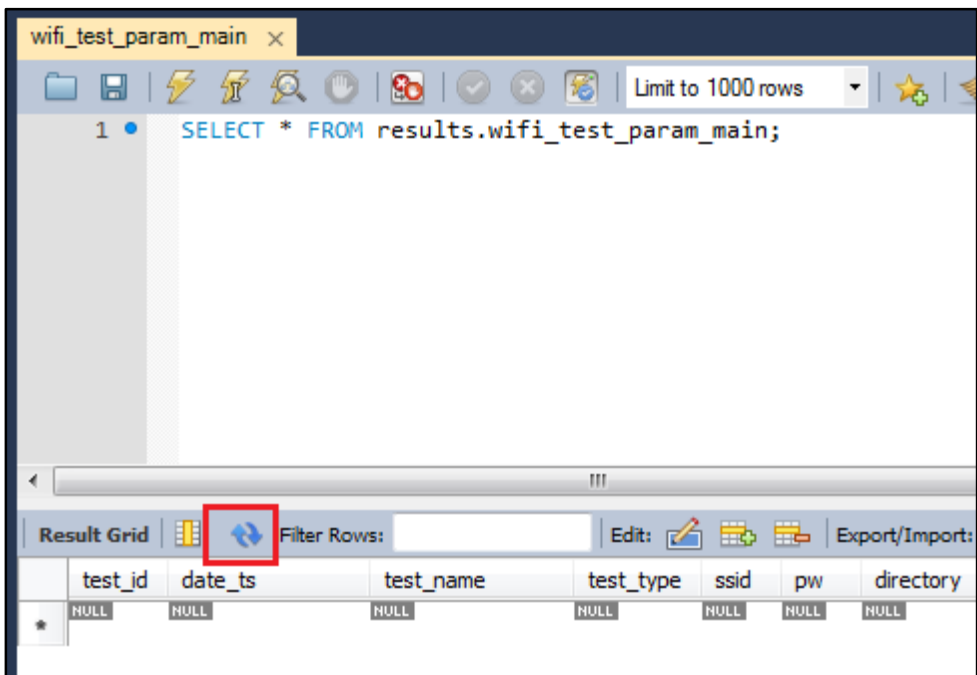 wifi_test_param_main
Limit to 1000 rows
1 SELECT * FROM results.wifi_test_param_main;
Result Grid Filter Rows: Edit: Export/Import:
test_id date_ts test_name test_type ssid pw directory
* NULL NULL NULL NULL NULL NULL NULL